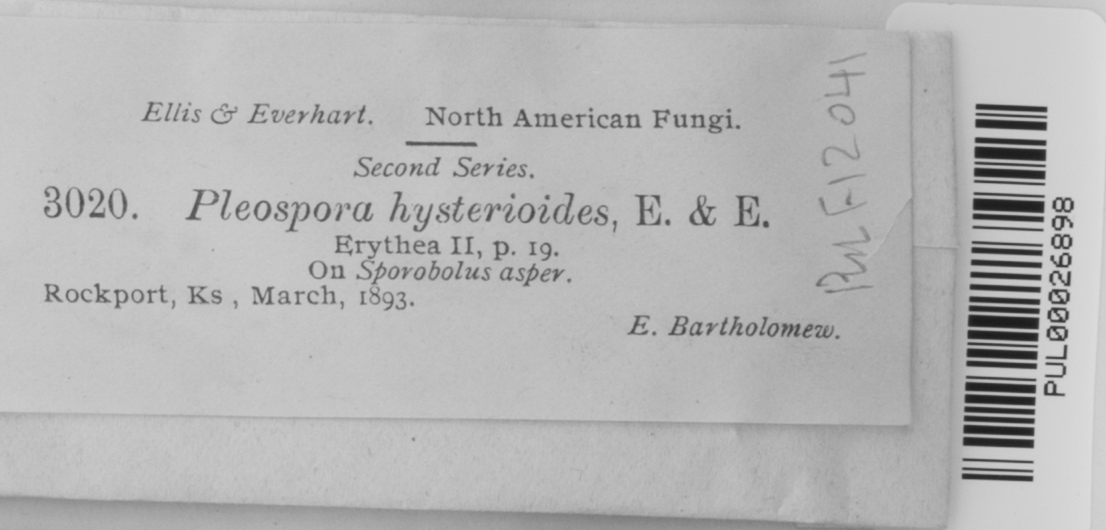 Ellis & Everhart. North American Fungi.
Second Series.
3020. Pleospora hysterioides, E. & E.
Erythea II, p. 19.
On Sporobolus asper.
Rockport, Ks , March, 1893.
E. Bartholomew.
PUL F12041
PUL00026898